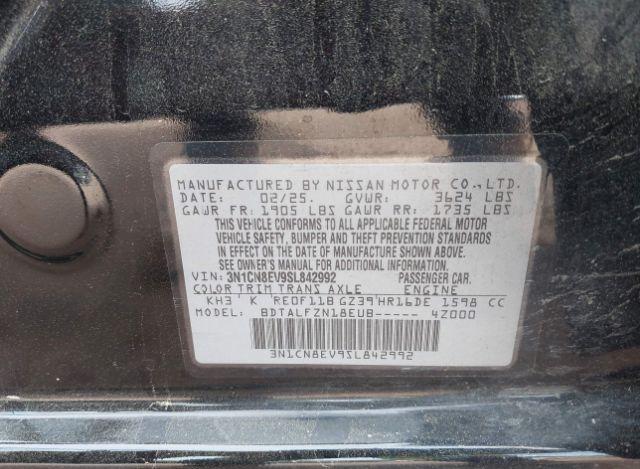 MANUFACTURED BY NISSAN MOTOR CO.,LTD.
DATE: 02/25. GVWR: 3624 LBS
GAWR FR: 1905 LBS GAWR RR: 1735 LBS
THIS VEHICLE CONFORMS TO ALL APPLICABLE FEDERAL MOTOR
VEHICLE SAFETY, BUMPER AND THEFT PREVENTION STANDARDS
IN EFFECT ON THE DATE OF MANUFACTURE SHOWN ABOVE.
SEE OWNER'S MANUAL FOR ADDITIONAL INFORMATION.
VIN: 3N1CN8EV9SL842992 PASSENGER CAR.
COLOR TRIM TRANS AXLE ENGINE
KH3 K RE0F11B GZ39 HR16DE 1598 CC
MODEL: BDTALFZN18EUB----- 4Z000
3N1CN8EV9SL842992